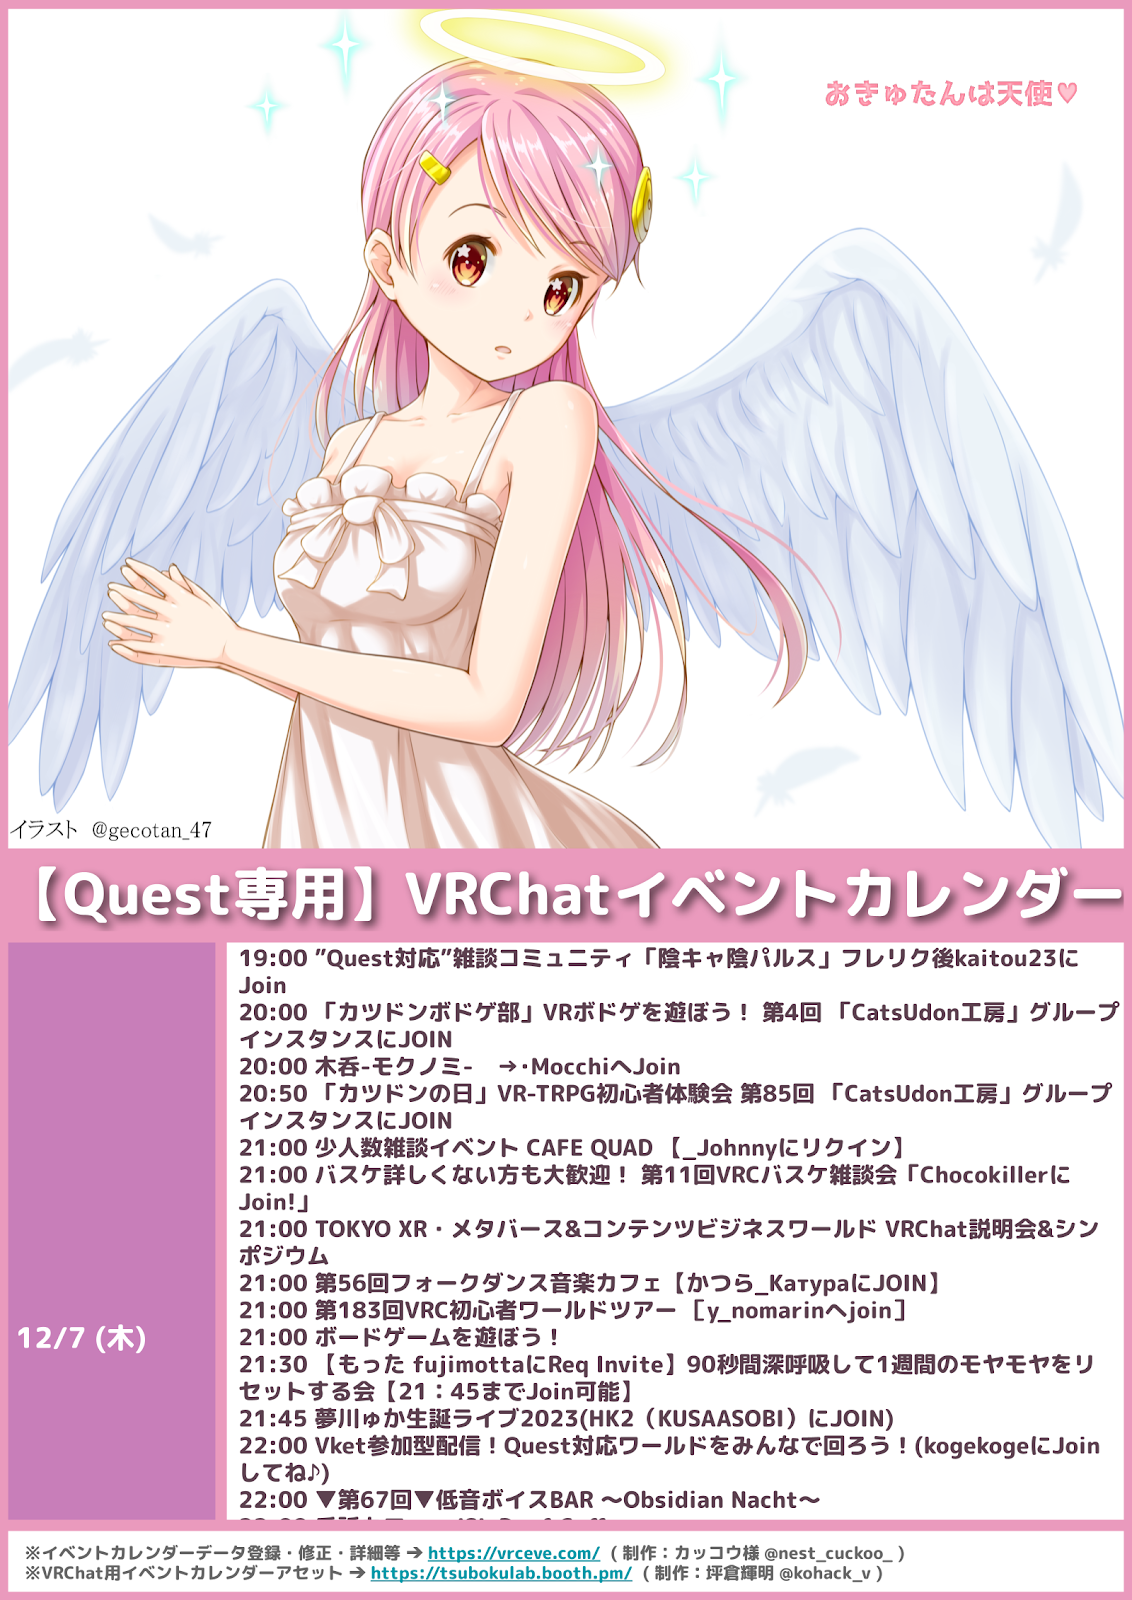 おきゅたんは天使♥
イラスト @gecotan_47
【Quest専用】VRChatイベントカレンダー
12/7 (木)
19:00 ”Quest対応”雑談コミュニティ「陰キャ陰パルス」フレリク後kaitou23に
Join
20:00 「カツドンボドゲ部」VRボドゲを遊ぼう！ 第4回 「CatsUdon工房」グループ
インスタンスにJOIN
20:00 木呑-モクノミ-　→･MocchiへJoin
20:50 「カツドンの日」VR-TRPG初心者体験会 第85回 「CatsUdon工房」グループ
インスタンスにJOIN
21:00 少人数雑談イベント CAFE QUAD 【_Johnnyにリクイン】
21:00 バスケ詳しくない方も大歓迎！ 第11回VRCバスケ雑談会「Chocokillerに
Join!」
21:00 TOKYO XR・メタバース&コンテンツビジネスワールド VRChat説明会&シン
ポジウム
21:00 第56回フォークダンス音楽カフェ【かつら_КатураにJOIN】
21:00 第183回VRC初心者ワールドツアー ［y_nomarinへjoin］
21:00 ボードゲームを遊ぼう！
21:30 【もった fujimottaにReq Invite】90秒間深呼吸して1週間のモヤモヤをリ
セットする会【21：45までJoin可能】
21:45 夢川ゅか生誕ライブ2023(HK2（KUSAASOBI）にJOIN)
22:00 Vket参加型配信！Quest対応ワールドをみんなで回ろう！(kogekogeにJoin
してね♪)
22:00 ▼第67回▼低音ボイスBAR ～Obsidian Nacht～
※イベントカレンダーデータ登録・修正・詳細等 ➔ https://vrceve.com/ ( 制作：カッコウ様 @nest_cuckoo_ )
※VRChat用イベントカレンダーアセット ➔ https://tsubokulab.booth.pm/ ( 制作：坪倉輝明 @kohack_v )